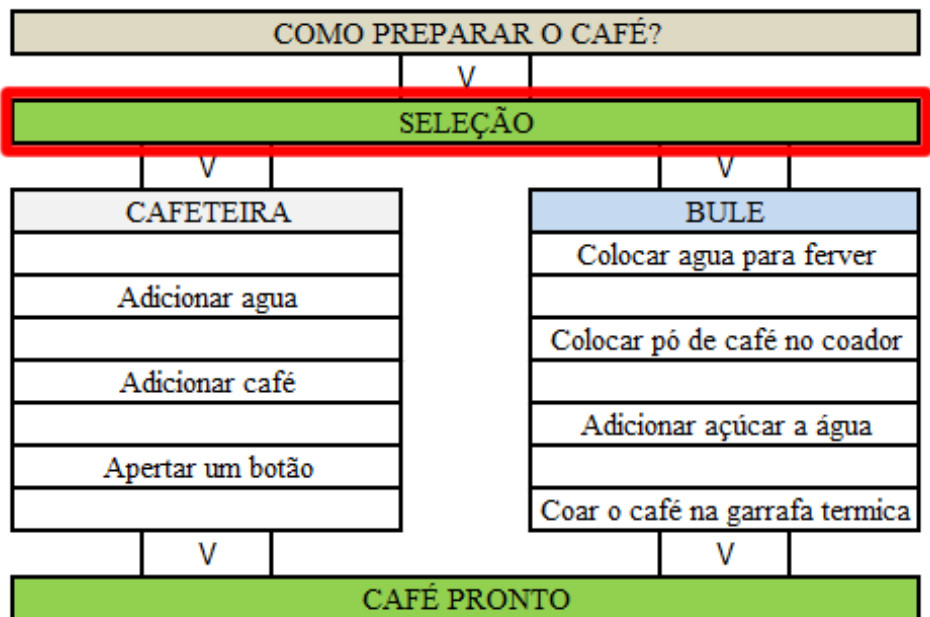 COMO PREPARAR O CAFÉ?
V
SELEÇÃO
V
V
CAFETEIRA
Adicionar agua
Adicionar café
Apertar um botão
V
BULE
Colocar agua para ferver
Colocar pó de café no coador
Adicionar açúcar a água
Coar o café na garrafa termica
V
CAFÉ PRONTO